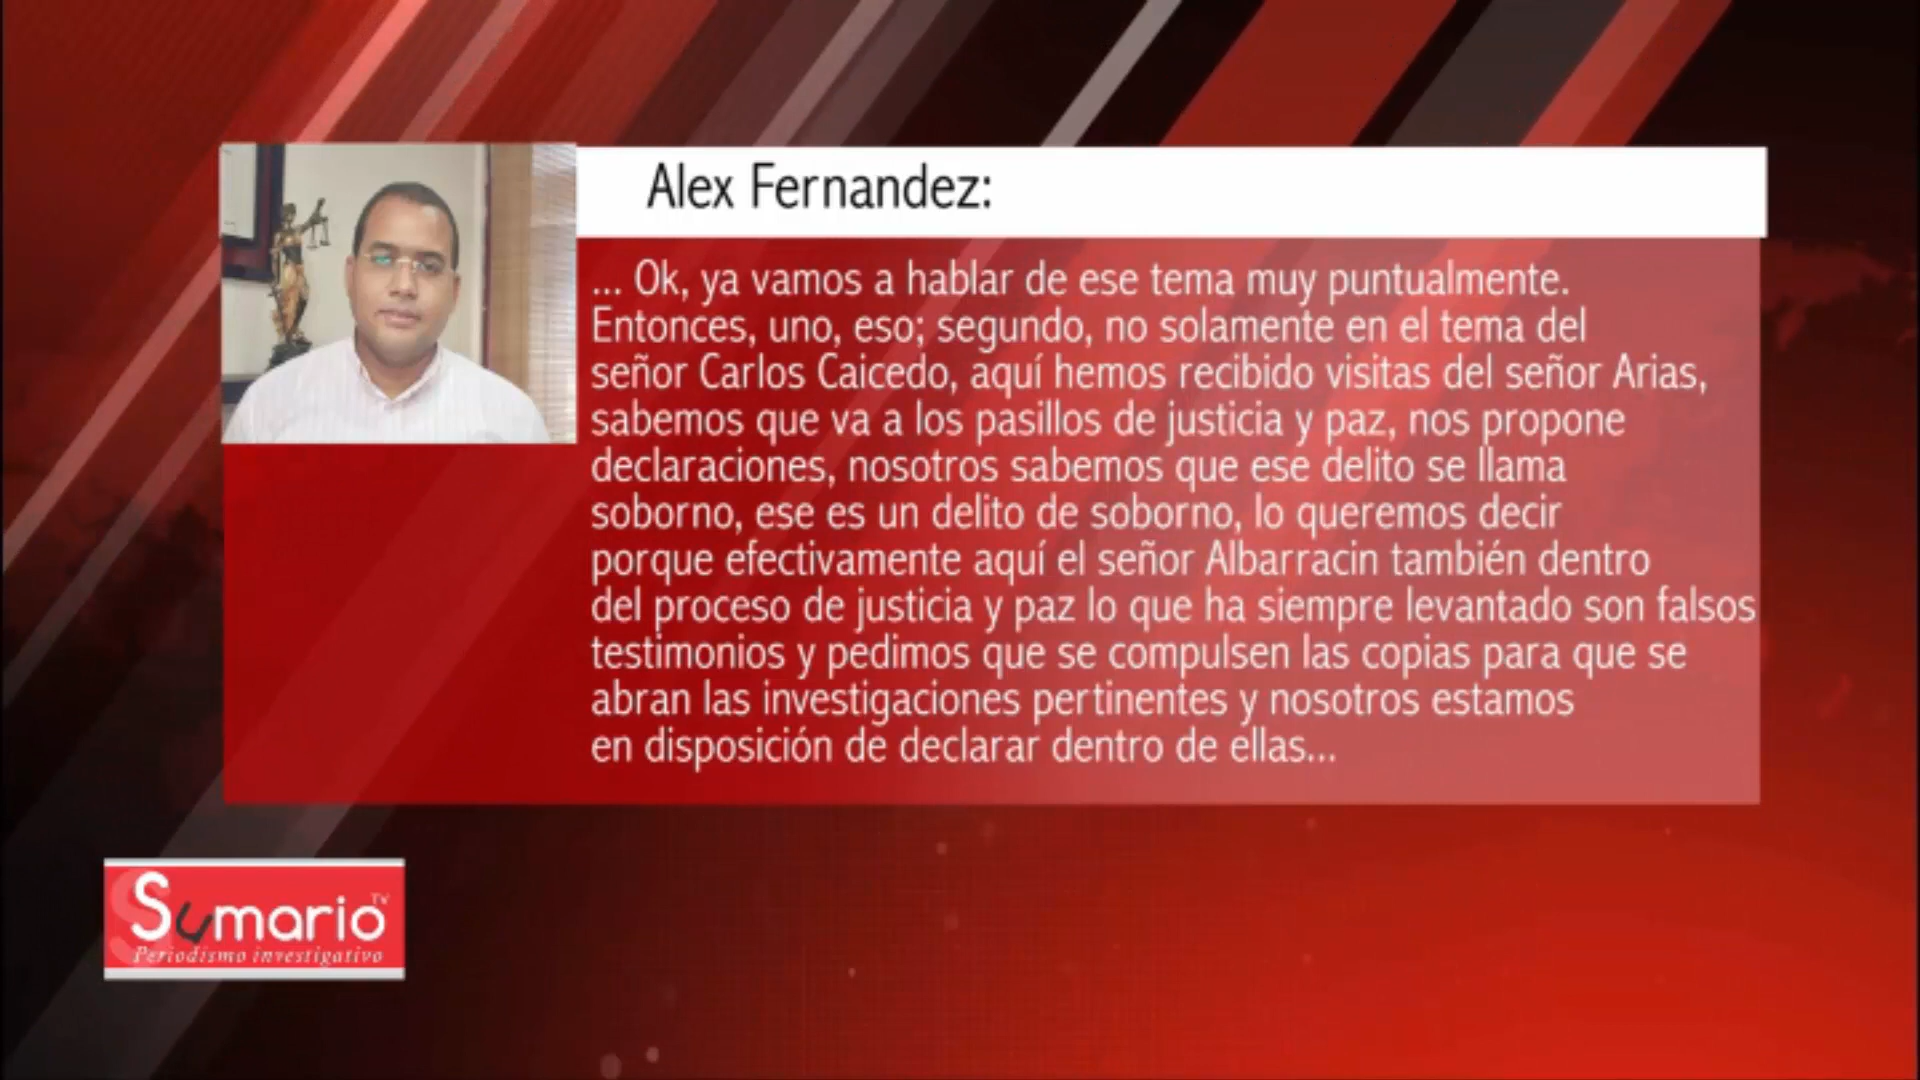 Alex Fernandez:
... Ok, ya vamos a hablar de ese tema muy puntualmente.
Entonces, uno, eso; segundo, no solamente en el tema del
señor Carlos Caicedo, aquí hemos recibido visitas del señor Arias,
sabemos que va a los pasillos de justicia y paz, nos propone
declaraciones, nosotros sabemos que ese delito se llama
soborno, ese es un delito de soborno, lo queremos decir
porque efectivamente aquí el señor Albarracin también dentro
del proceso de justicia y paz lo que ha siempre levantado son falsos
testimonios y pedimos que se compulsen las copias para que se
abran las investigaciones pertinentes y nosotros estamos
en disposición de declarar dentro de ellas...
Sumario TV
Periodismo investigativo